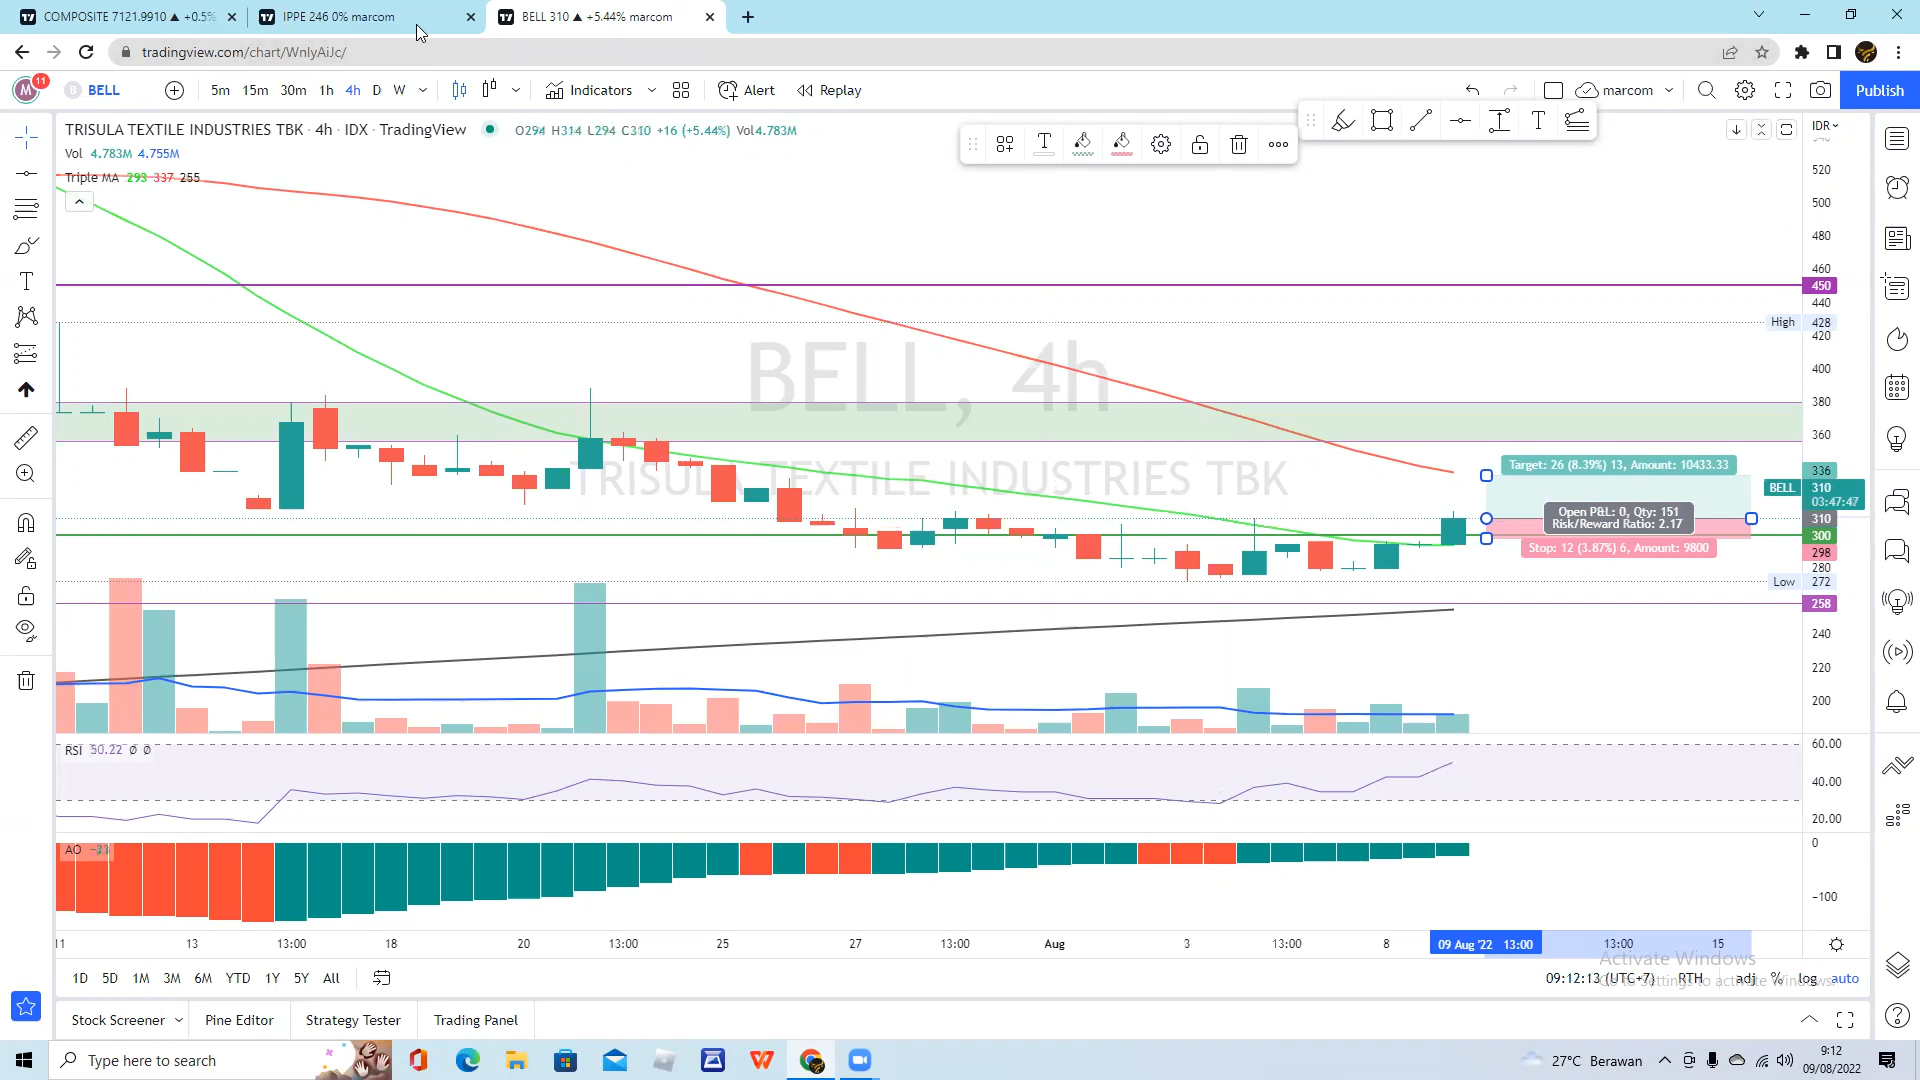 COMPOSITE 7121.9910 ▲ +0.5%
IPPE 246 0% marcom
BELL 310 ▲ +5.44% marcom
tradingview.com/chart/WnlyAiJc/
M 11
BELL
5m 15m 30m 1h 4h D W
Indicators
Alert
Replay
marcom
Publish
TRISULA TEXTILE INDUSTRIES TBK · 4h · IDX · TradingView
O294 H314 L294 C310 +16 (+5.44%) Vol4.783M
IDR
Vol 4.783M 4.755M
Triple MA 293 337 255
BELL, 4h
TRISULA TEXTILE INDUSTRIES TBK
520
500
480
460
450
440
High 428
420
400
380
360
336
BELL 310
03:47:47
310
300
298
280
Low 272
258
240
220
200
Target: 26 (8.39%) 13, Amount: 10433.33
Open P&L: 0, Qty: 151
Risk/Reward Ratio: 2.17
Stop: 12 (3.87%) 6, Amount: 9800
RSI 50.22 Ø Ø
60.00
40.00
20.00
AO
0
−100
11 13 13:00 18 20 13:00 25 27 13:00 Aug 3 13:00 8 09 Aug '22 13:00 13:00 15
1D 5D 1M 3M 6M YTD 1Y 5Y All
09:12:13 (UTC+7) RTH adj % log auto
Activate Windows
Go to Settings to activate Windows.
Stock Screener
Pine Editor
Strategy Tester
Trading Panel
Type here to search
27°C Berawan
9:12
09/08/2022